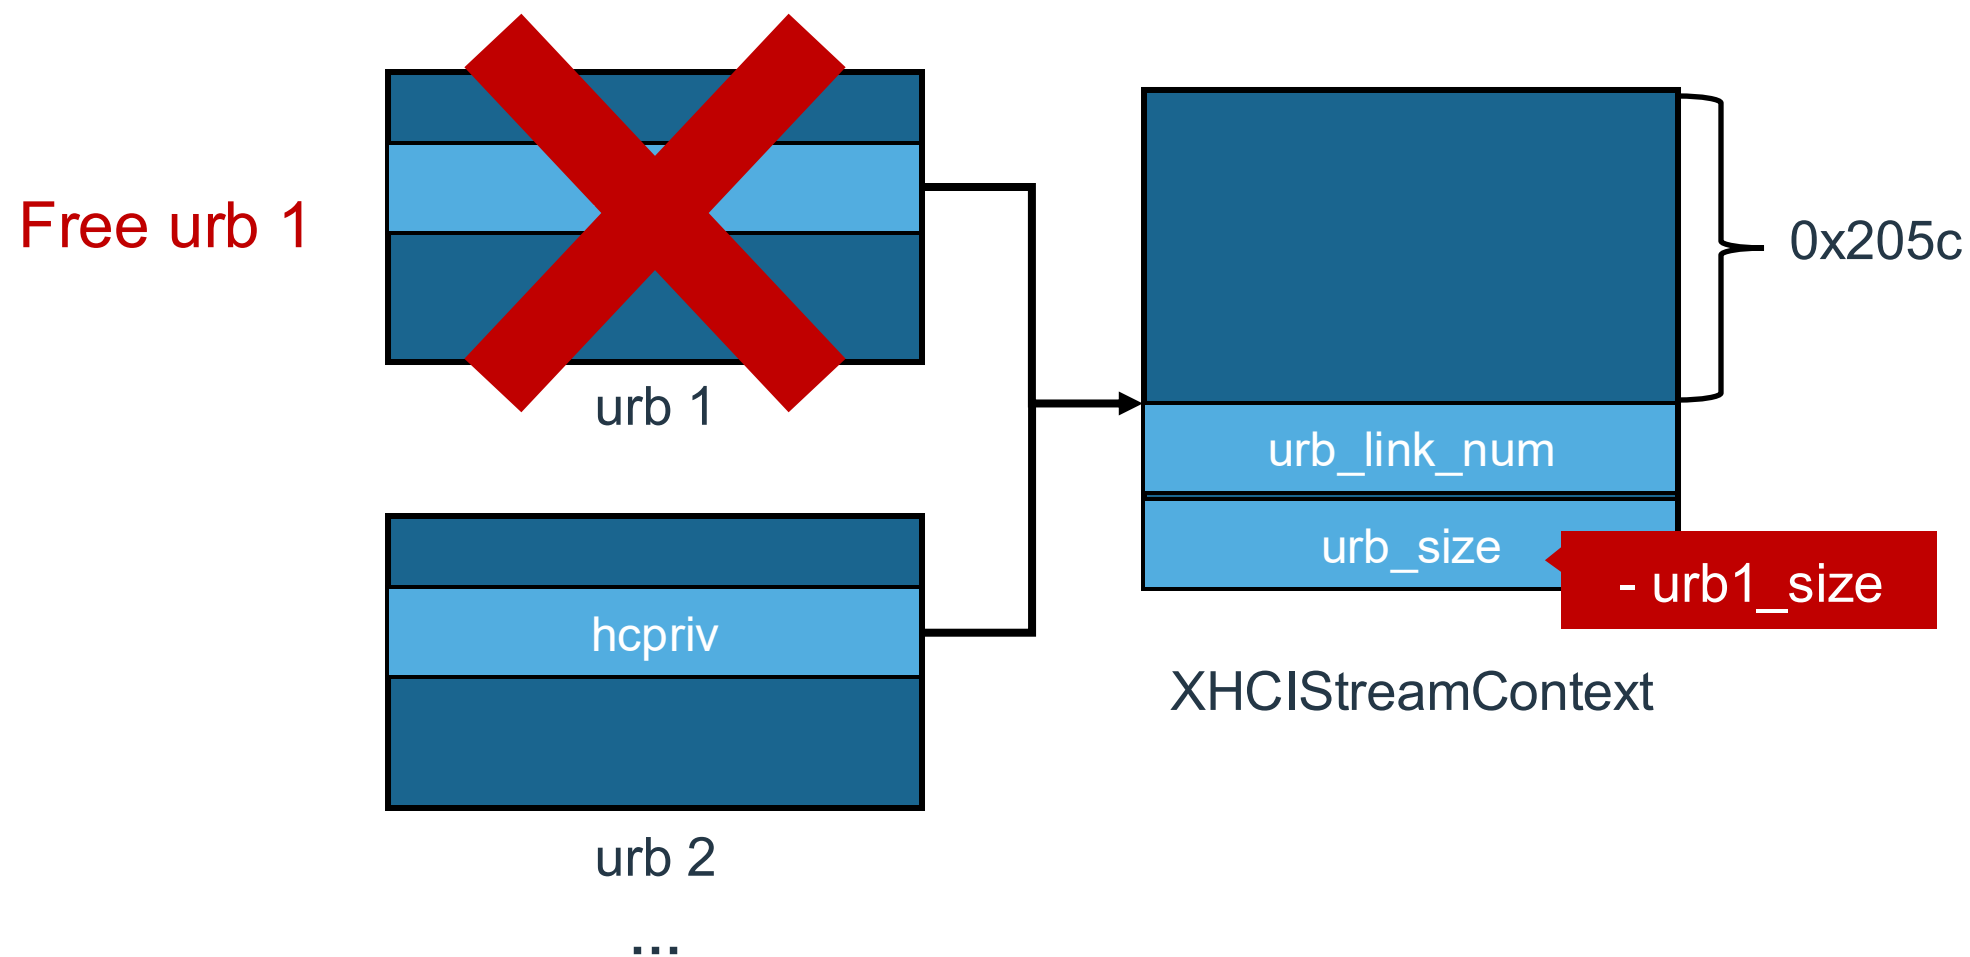 Free urb 1
urb 1
hcpriv
urb 2
...
0x205c
urb_link_num
urb_size
- urb1_size
XHCIStreamContext